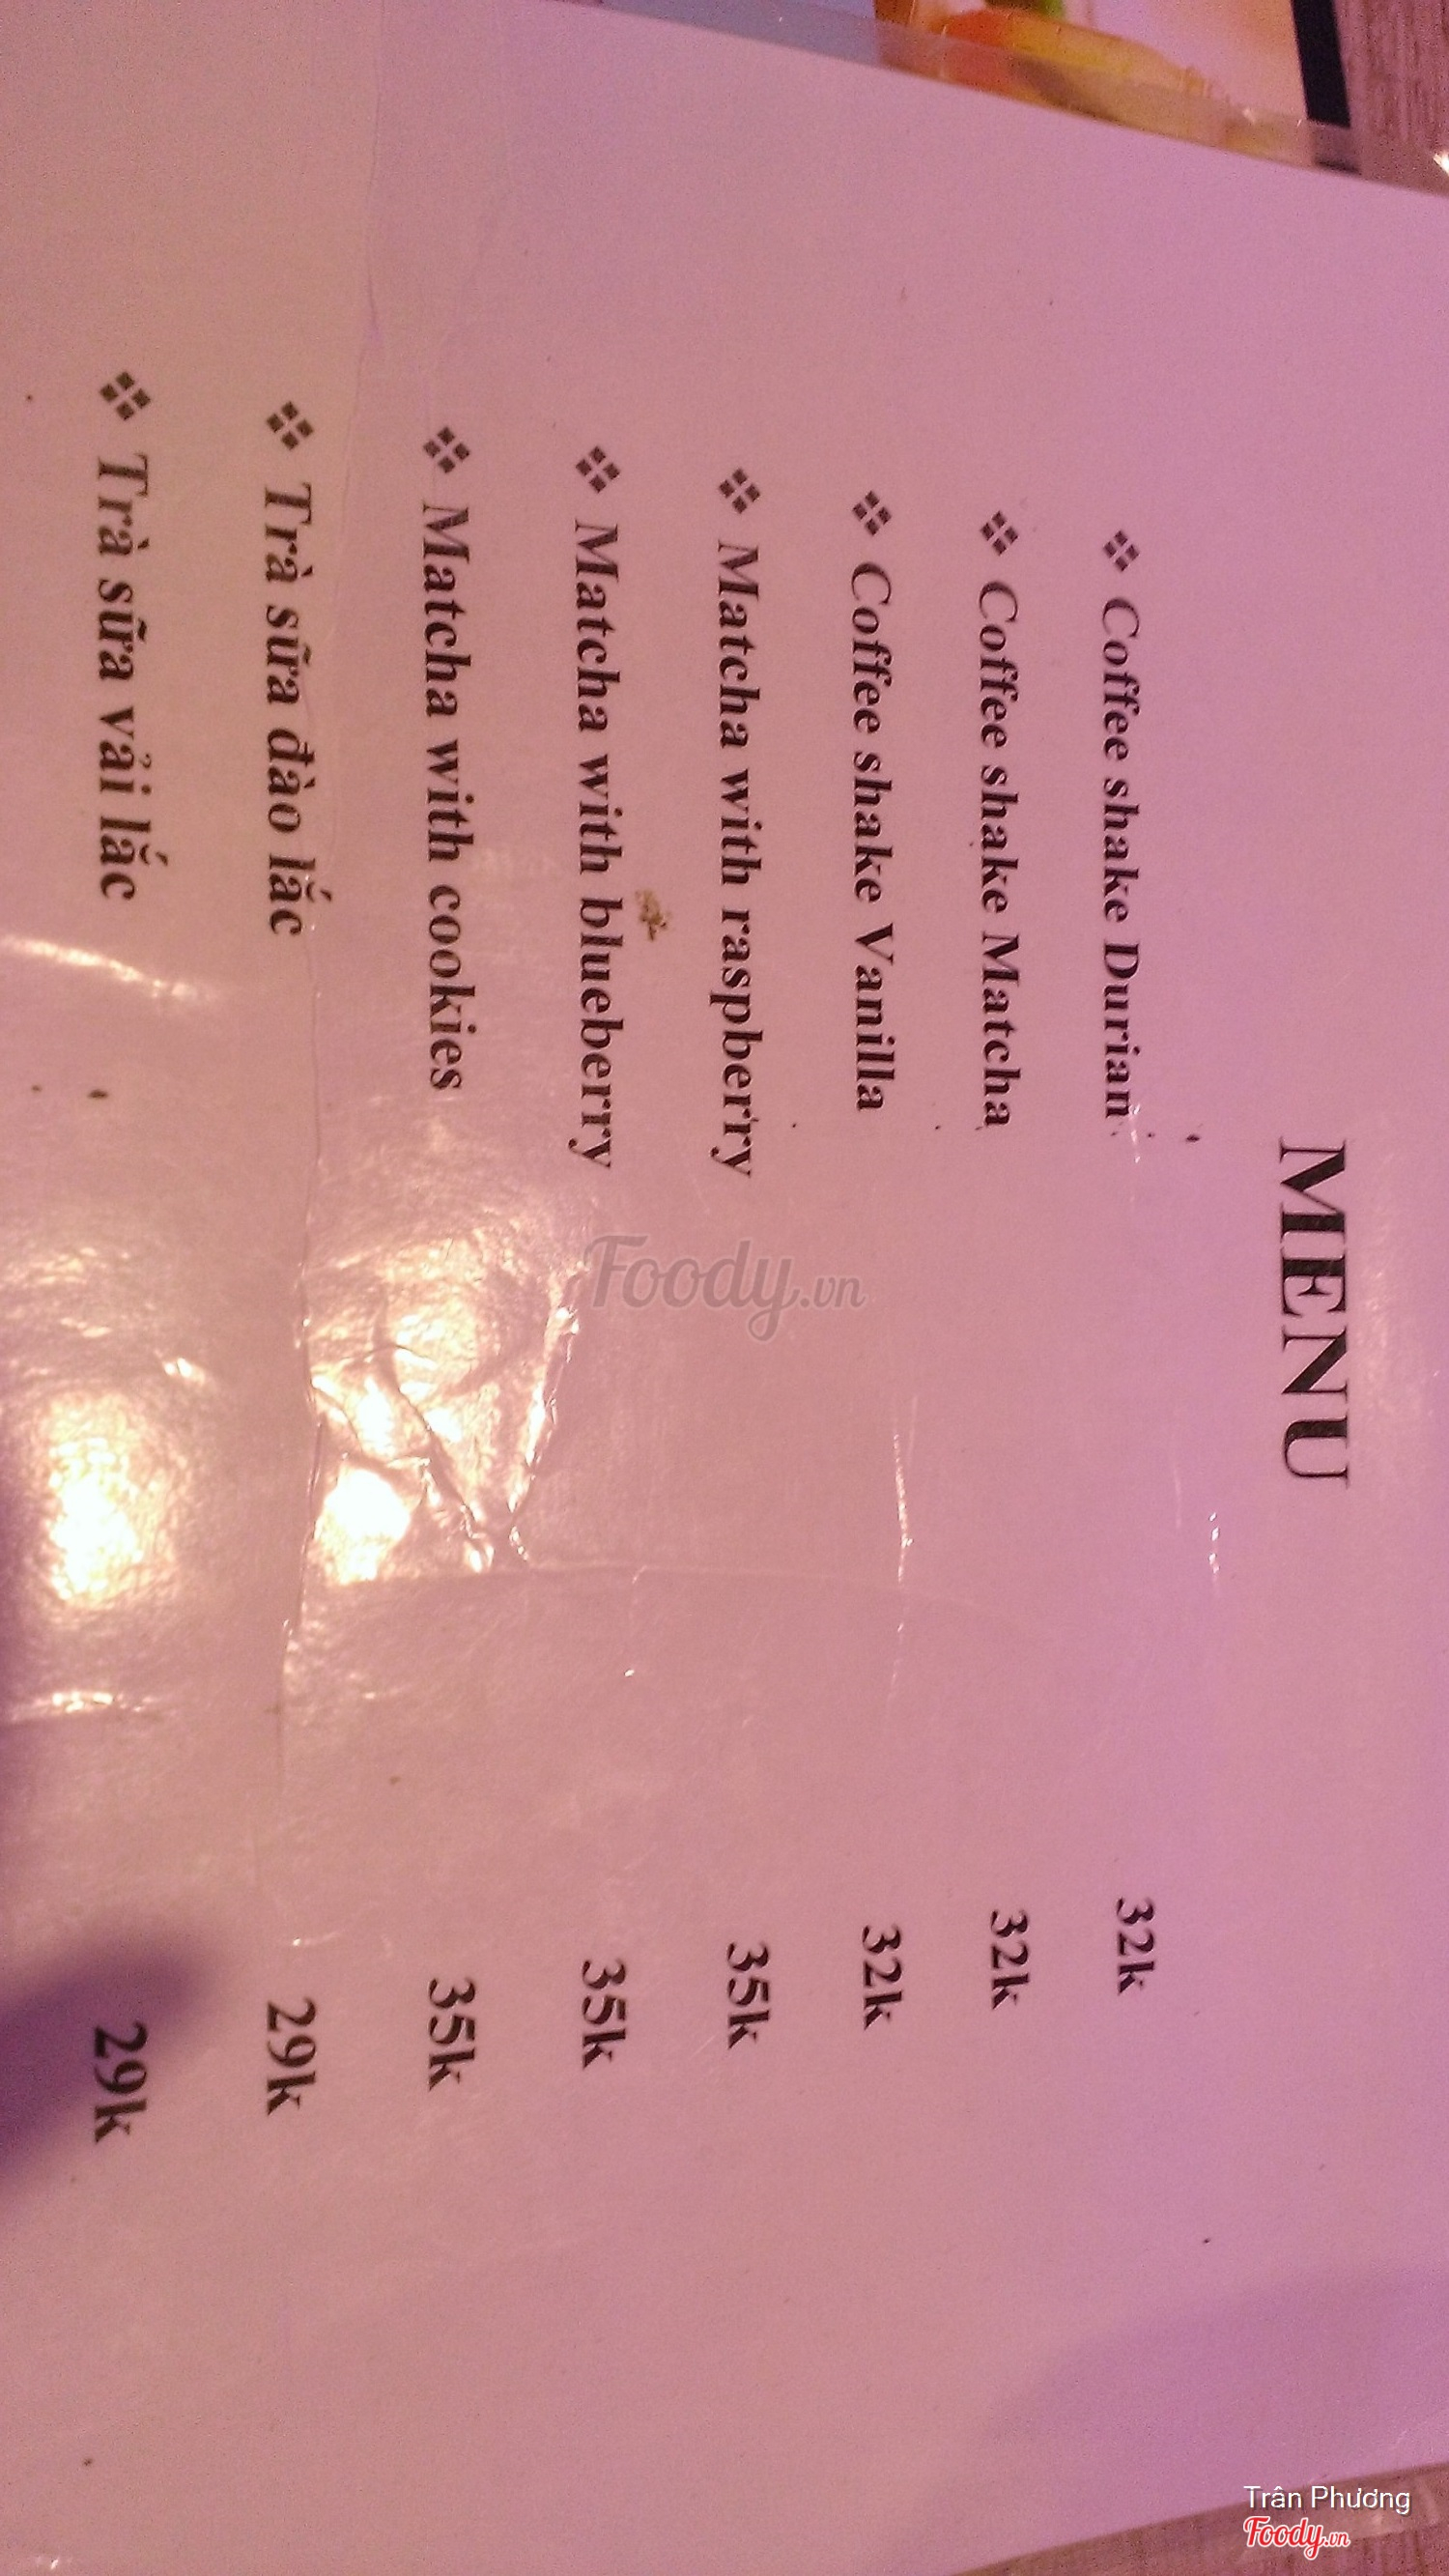 MENU
❖ Coffee shake Durian 32k
❖ Coffee shake Matcha 32k
❖ Coffee shake Vanilla 32k
❖ Matcha with raspberry 35k
❖ Matcha with blueberry 35k
❖ Matcha with cookies 35k
❖ Trà sữa đào lắc 29k
❖ Trà sữa vải lắc 29k
Foody.vn
Trân Phương
Foody.vn